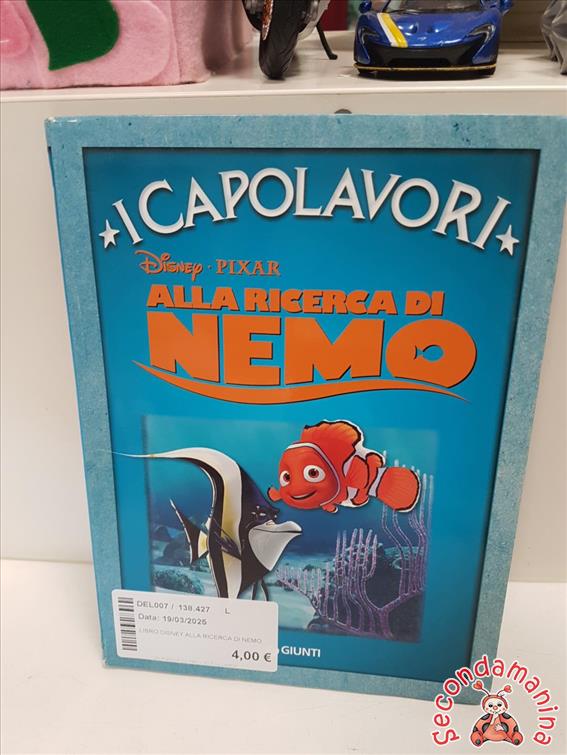 I CAPOLAVORI
Disney · PIXAR
ALLA RICERCA DI
NEMO
DEL007 / 138.427 L
Data: 19/03/2025
LIBRO DISNEY ALLA RICERCA DI NEMO
4,00 €
GIUNTI
Secondamanina